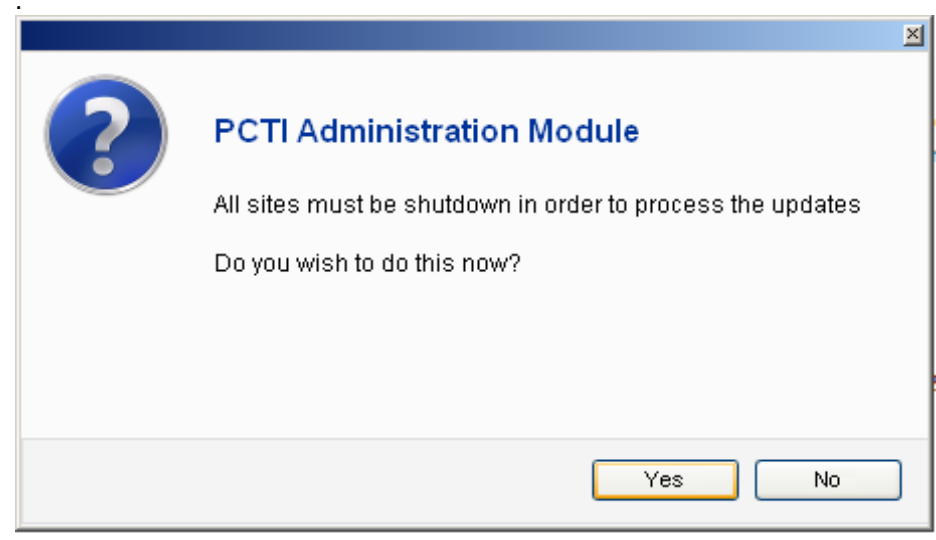 .
PCTI Administration Module
All sites must be shutdown in order to process the updates
Do you wish to do this now?
Yes No